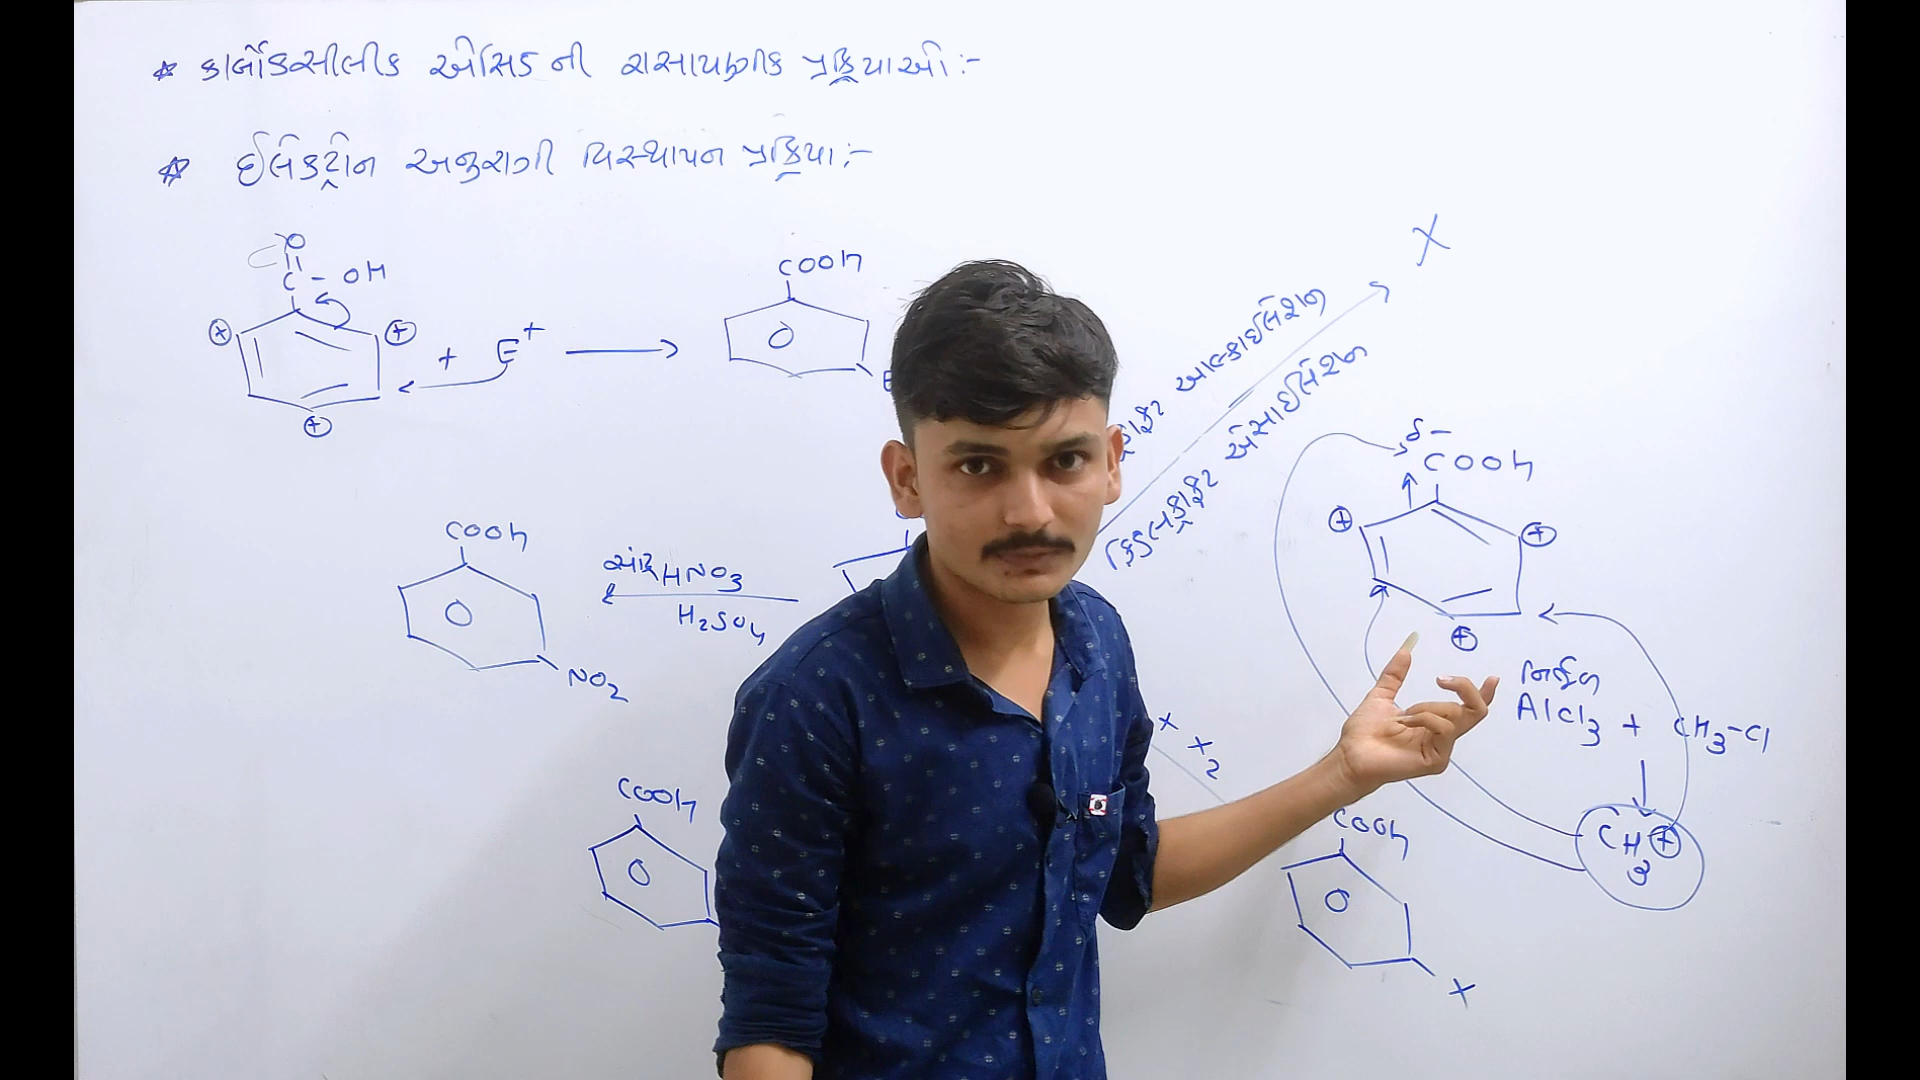 * કાર્બોક્સીલીક એસિડ ની રાસાયણીક પ્રક્રિયાઓ :-
* ઈલેક્ટ્રોન અનુરાગી વિસ્થાપન પ્રક્રિયા :-
O
C - OH
+ E+
COOH
X
આલ્કાઈલેશન
ફ્રિડલક્રાફ્ટ એસાઈલેશન
δ-
COOH
COOH
સાંદ્ર HNO3
H2SO4
NO2
નિર્જળ
AlCl3 + CH3-Cl
X2
CH3+
COOH
COOH
X